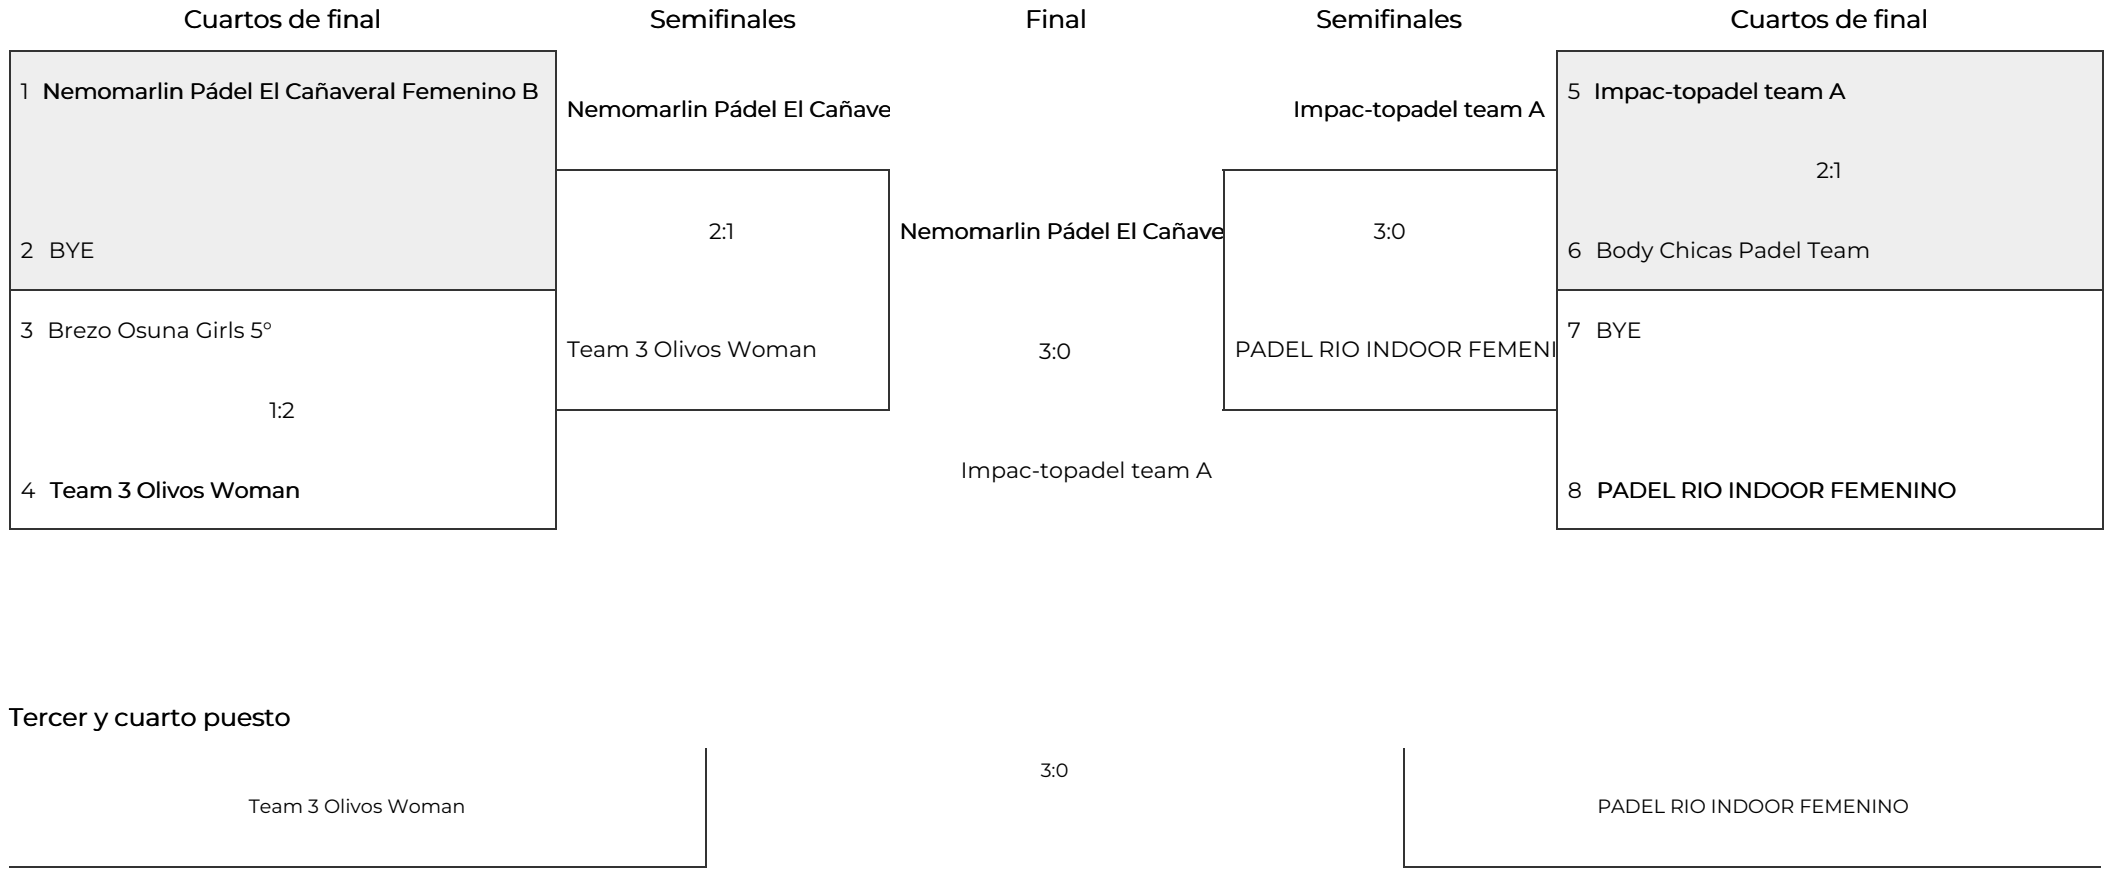 Cuartos de final
Semifinales
Final
Semifinales
Cuartos de final
1 Nemomarlin Pádel El Cañaveral Femenino B
2 BYE
3 Brezo Osuna Girls 5º
1:2
4 Team 3 Olivos Woman
Nemomarlin Pádel El Cañave
2:1
Team 3 Olivos Woman
Nemomarlin Pádel El Cañave
3:0
Impac-topadel team A
Impac-topadel team A
3:0
PADEL RIO INDOOR FEMENI
5 Impac-topadel team A
2:1
6 Body Chicas Padel Team
7 BYE
8 PADEL RIO INDOOR FEMENINO
Tercer y cuarto puesto
Team 3 Olivos Woman
3:0
PADEL RIO INDOOR FEMENINO